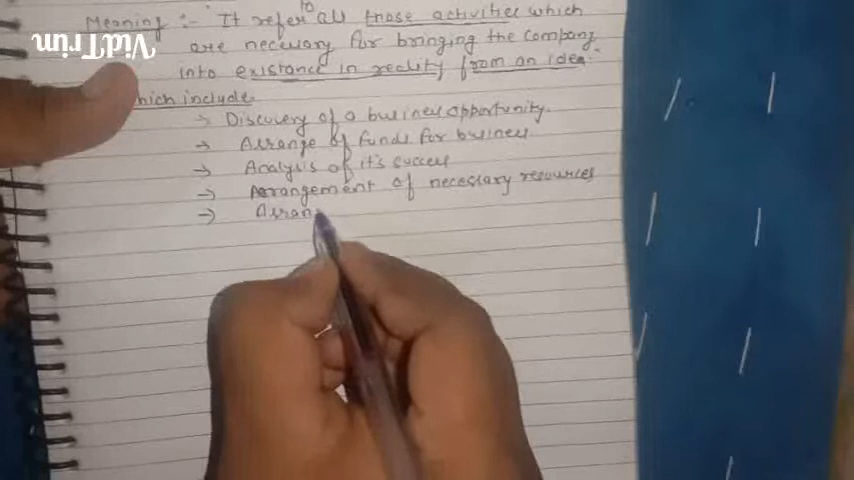 Meaning :- "It refer to all those activities which
are necessary for bringing the company
into existance in reality from an idea."
which include
→ Discovery of a business opportunity.
→ Arrange of funds for business
→ Analysis of it's success
→ Arrangement of necessary resources
→ Arran
VidTrim